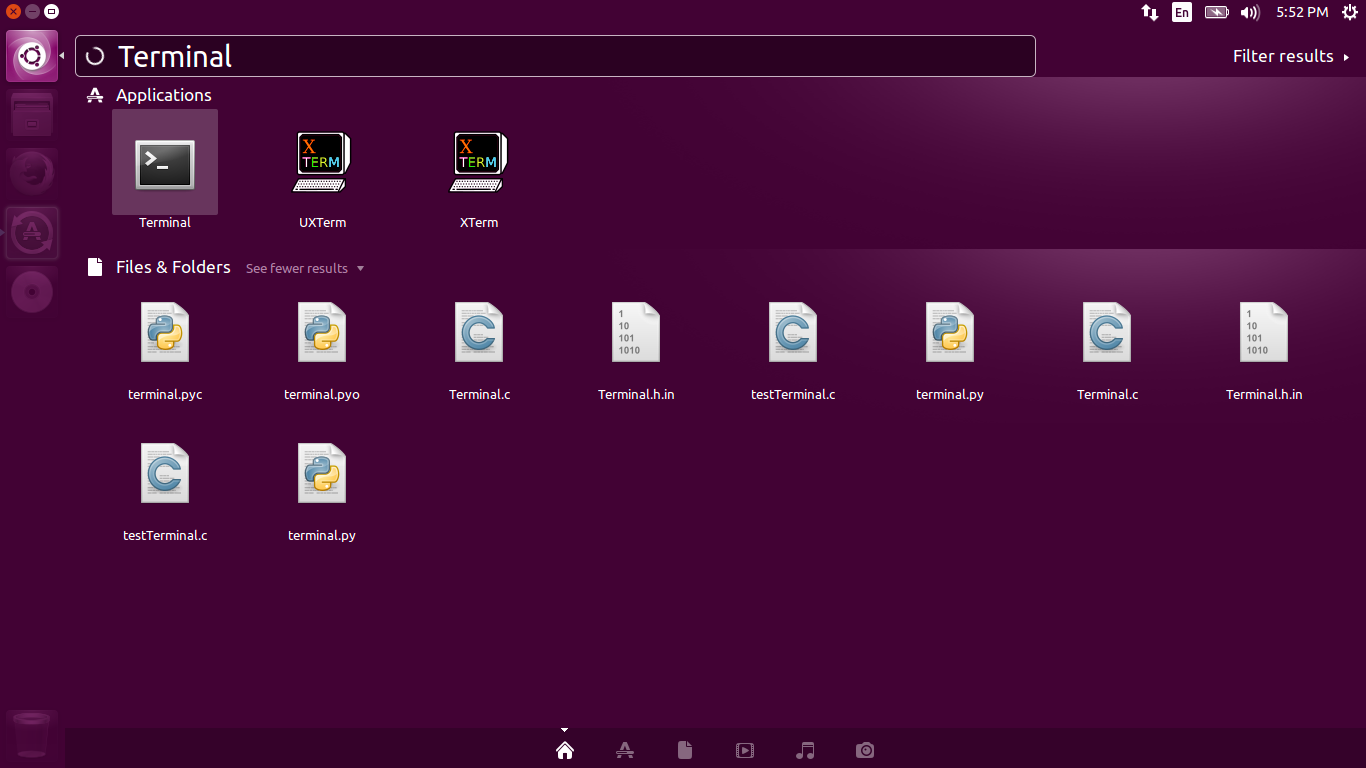 En 5:52 PM
Terminal
Filter results
Applications
X
TERM
X
TERM
Terminal UXTerm XTerm
Files & Folders See fewer results
1
10
101
1010
1
10
101
1010
terminal.pyc terminal.pyo Terminal.c Terminal.h.in testTerminal.c terminal.py Terminal.c Terminal.h.in
testTerminal.c terminal.py